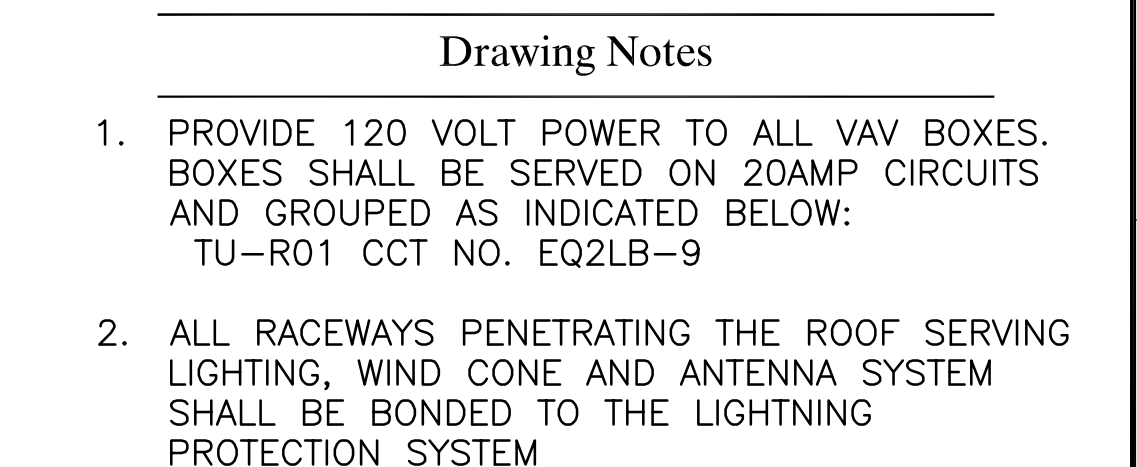 Drawing Notes
1. PROVIDE 120 VOLT POWER TO ALL VAV BOXES.
BOXES SHALL BE SERVED ON 20AMP CIRCUITS
AND GROUPED AS INDICATED BELOW:
TU-R01 CCT NO. EQ2LB-9
2. ALL RACEWAYS PENETRATING THE ROOF SERVING
LIGHTING, WIND CONE AND ANTENNA SYSTEM
SHALL BE BONDED TO THE LIGHTNING
PROTECTION SYSTEM